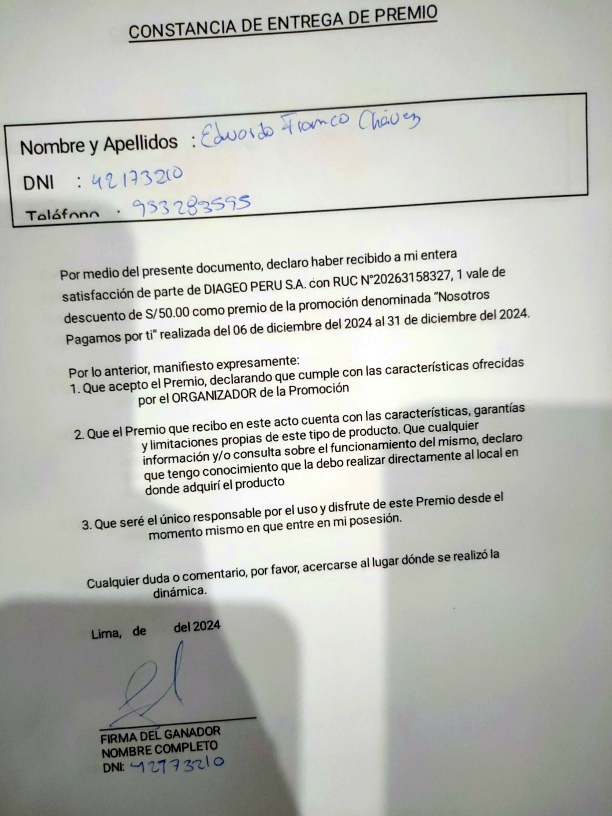 CONSTANCIA DE ENTREGA DE PREMIO
Nombre y Apellidos : Eduardo Franco Chávez
DNI : 42173210
Teléfono : 953283595
Por medio del presente documento, declaro haber recibido a mi entera
satisfacción de parte de DIAGEO PERU S.A. con RUC N°20263158327, 1 vale de
descuento de S/50.00 como premio de la promoción denominada "Nosotros
Pagamos por ti" realizada del 06 de diciembre del 2024 al 31 de diciembre del 2024.
Por lo anterior, manifiesto expresamente:
1. Que acepto el Premio, declarando que cumple con las características ofrecidas
por el ORGANIZADOR de la Promoción
2. Que el Premio que recibo en este acto cuenta con las características, garantías
y limitaciones propias de este tipo de producto. Que cualquier
información y/o consulta sobre el funcionamiento del mismo, declaro
que tengo conocimiento que la debo realizar directamente al local en
donde adquirí el producto
3. Que seré el único responsable por el uso y disfrute de este Premio desde el
momento mismo en que entre en mi posesión.
Cualquier duda o comentario, por favor, acercarse al lugar dónde se realizó la
dinámica.
Lima, de del 2024
FIRMA DEL GANADOR
NOMBRE COMPLETO
DNI: 42173210